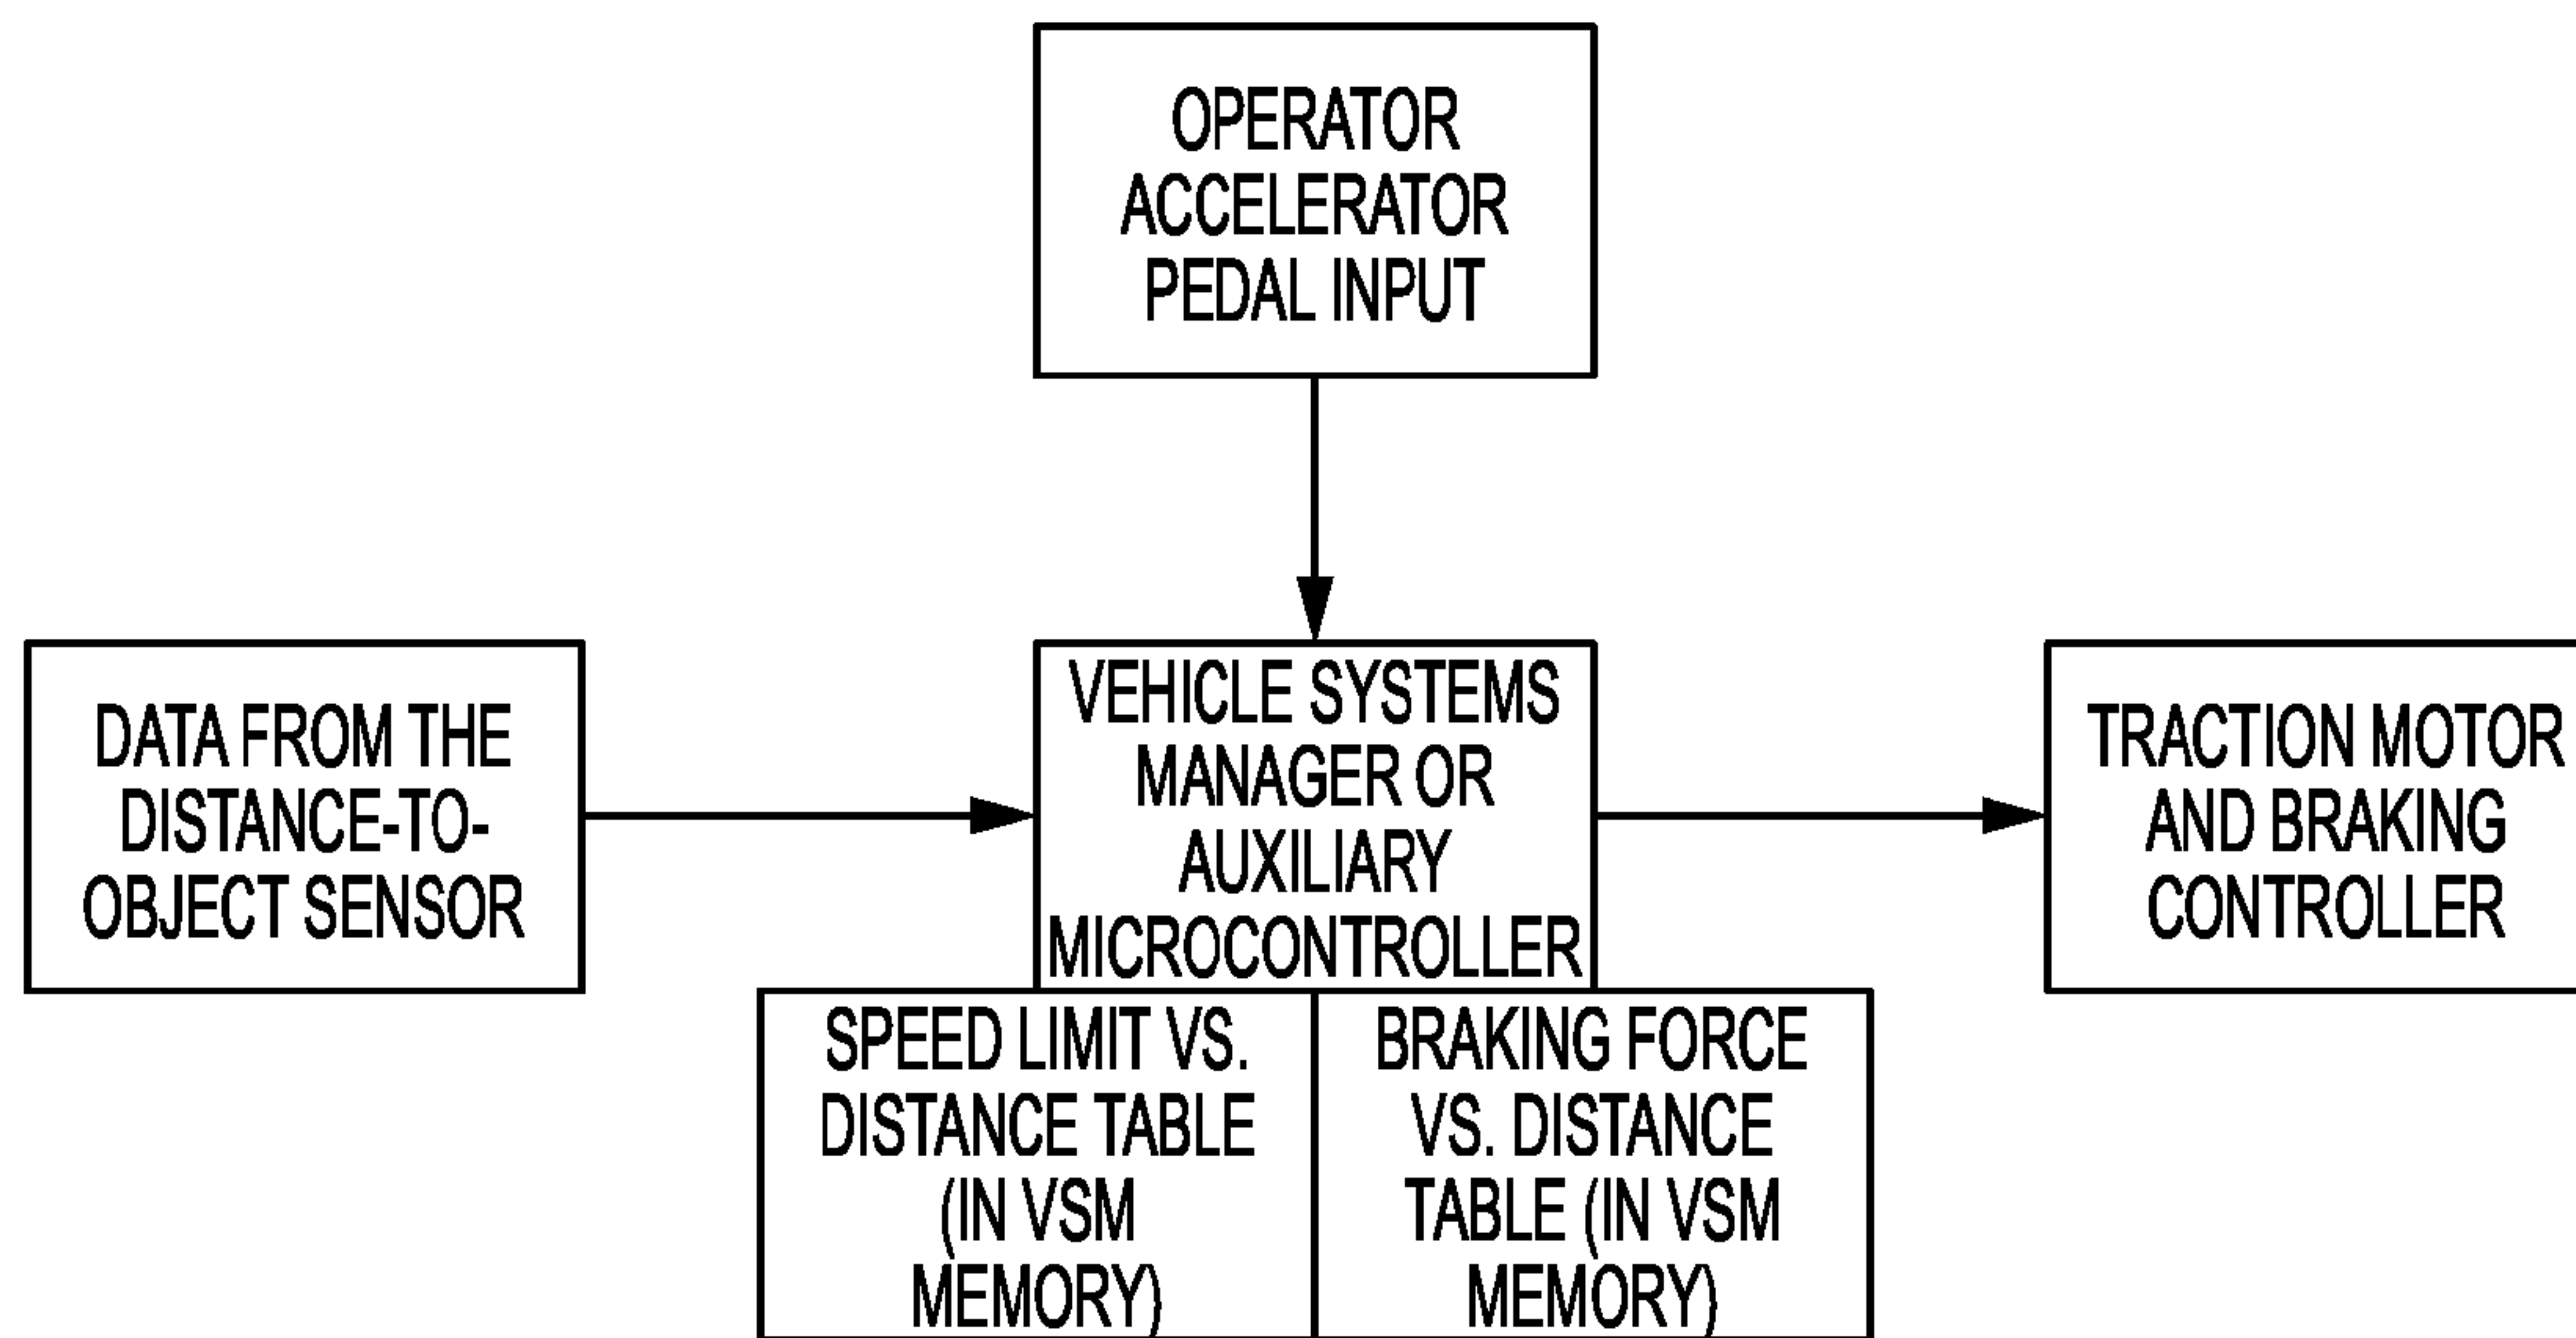 OPERATOR
ACCELERATOR
PEDAL INPUT
DATA FROM THE
DISTANCE-TO-
OBJECT SENSOR
VEHICLE SYSTEMS
MANAGER OR
AUXILIARY
MICROCONTROLLER
TRACTION MOTOR
AND BRAKING
CONTROLLER
SPEED LIMIT VS.
DISTANCE TABLE
(IN VSM
MEMORY)
BRAKING FORCE
VS. DISTANCE
TABLE (IN VSM
MEMORY)